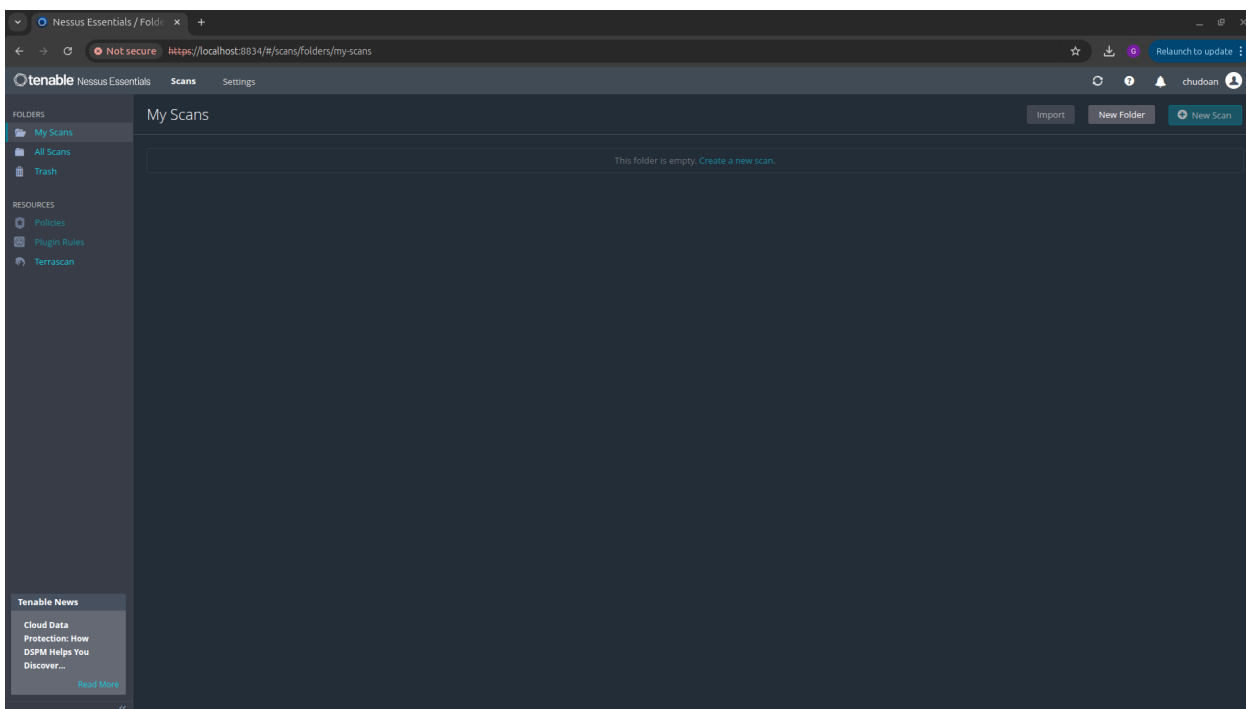 Nessus Essentials / Folde
Not secure https://localhost:8834/#/scans/folders/my-scans
G
Relaunch to update
tenable Nessus Essentials
Scans
Settings
chudoan
FOLDERS
My Scans
All Scans
Trash
RESOURCES
Policies
Plugin Rules
Terrascan
My Scans
Import
New Folder
New Scan
This folder is empty. Create a new scan.
Tenable News
Cloud Data
Protection: How
DSPM Helps You
Discover...
Read More